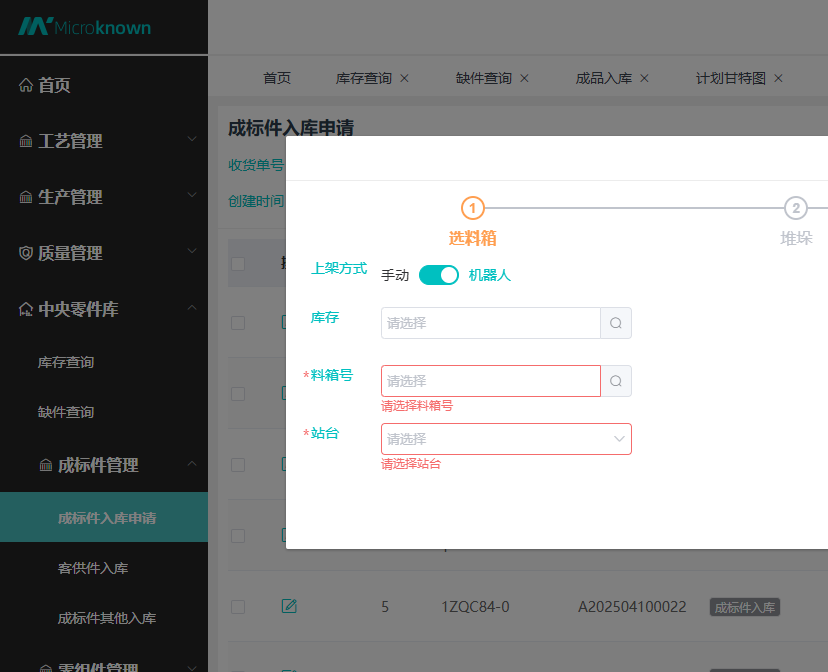 Microknown
首页
工艺管理
生产管理
质量管理
中央零件库
库存查询
缺件查询
成标件管理
成标件入库申请
客供件入库
成标件其他入库
零组件管理
首页 库存查询 × 缺件查询 × 成品入库 × 计划甘特图 ×
成标件入库申请
收货单号
创建时间
1 2
选料箱 堆垛
上架方式 手动 机器人
库存 请选择
*料箱号 请选择
请选择料箱号
*站台 请选择
请选择站台
5 1ZQC84-0 A202504100022 成标件入库